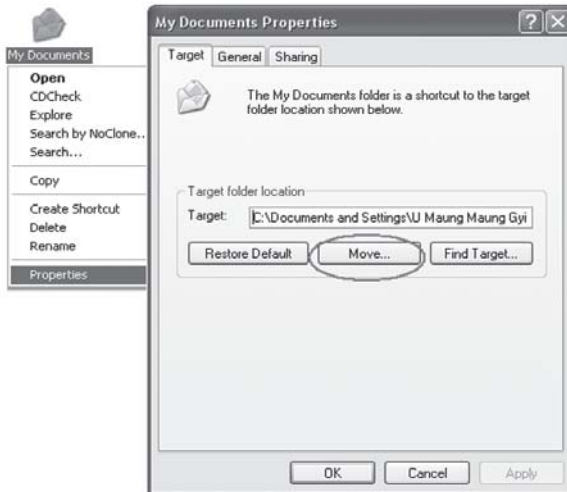 My Documents
Open
CDCheck
Explore
Search by NoClone..
Search...
Copy
Create Shortcut
Delete
Rename
Properties
My Documents Properties
Target
General
Sharing
The My Documents folder is a shortcut to the target
folder location shown below.
Target folder location
Target:
C:\Documents and Settings\U Maung Maung Gyi
Restore Default
Move...
Find Target...
OK
Cancel
Apply